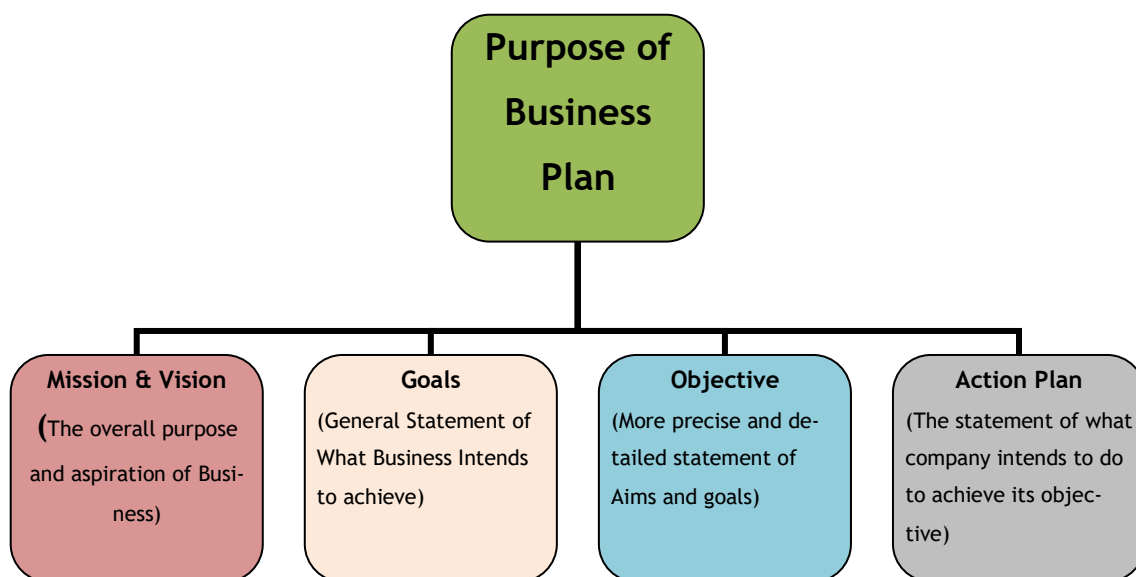 Purpose of
Business
Plan
Mission & Vision
(The overall purpose
and aspiration of Busi-
ness)
Goals
(General Statement of
What Business Intends
to achieve)
Objective
(More precise and de-
tailed statement of
Aims and goals)
Action Plan
(The statement of what
company intends to do
to achieve its objec-
tive)